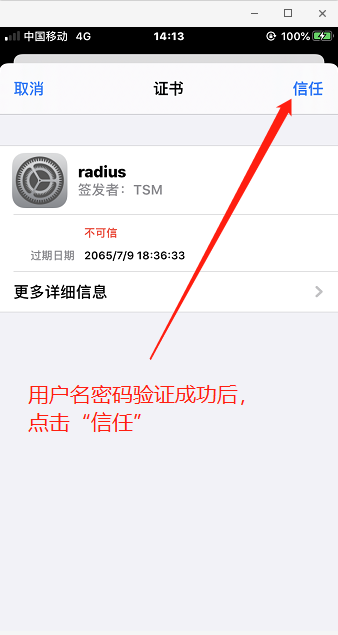 中国移动 4G 14:13 100%
取消 证书 信任
radius
签发者：TSM
不可信
过期日期 2065/7/9 18:36:33
更多详细信息
用户名密码验证成功后，
点击“信任”